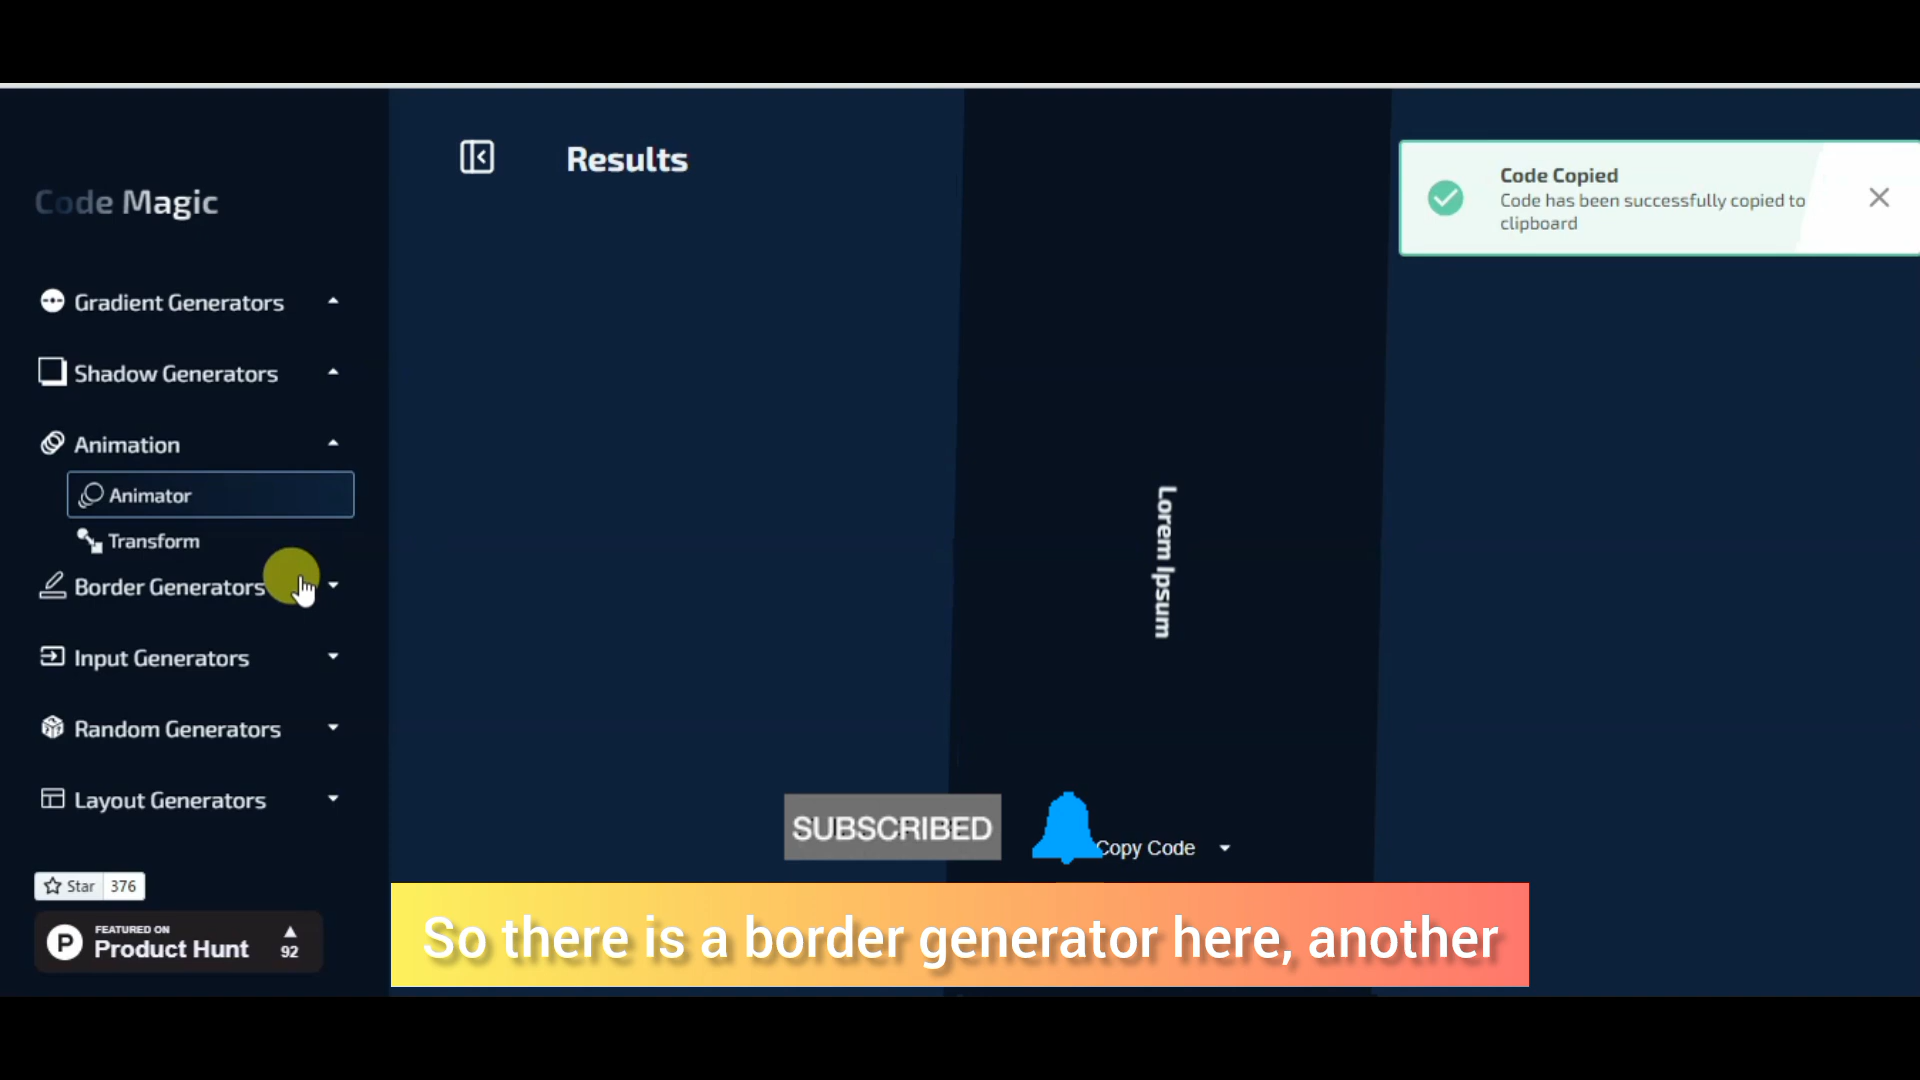 Code Magic
Results
Code Copied
Code has been successfully copied to
clipboard
Gradient Generators
Shadow Generators
Animation
Animator
Transform
Border Generators
Input Generators
Random Generators
Layout Generators
Lorem Ipsum
SUBSCRIBED
Copy Code
Star 376
FEATURED ON
Product Hunt
92
P
So there is a border generator here, another